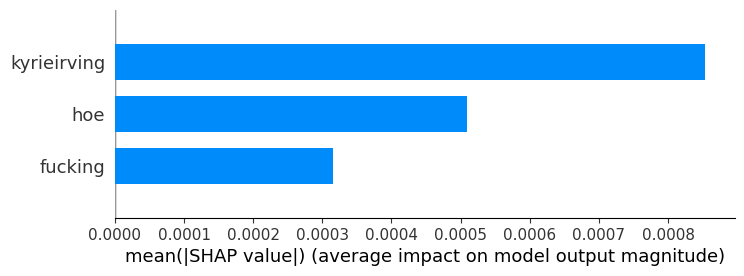 kyrieirving
hoe
fucking
0.0000 0.0001 0.0002 0.0003 0.0004 0.0005 0.0006 0.0007 0.0008
mean(|SHAP value|) (average impact on model output magnitude)